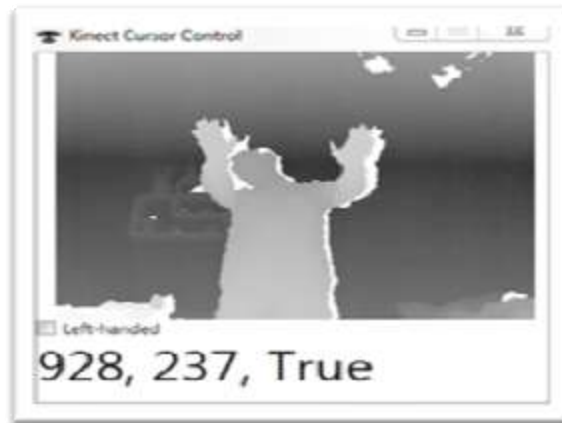 Kinect Cursor Control
Left-handed
928, 237, True